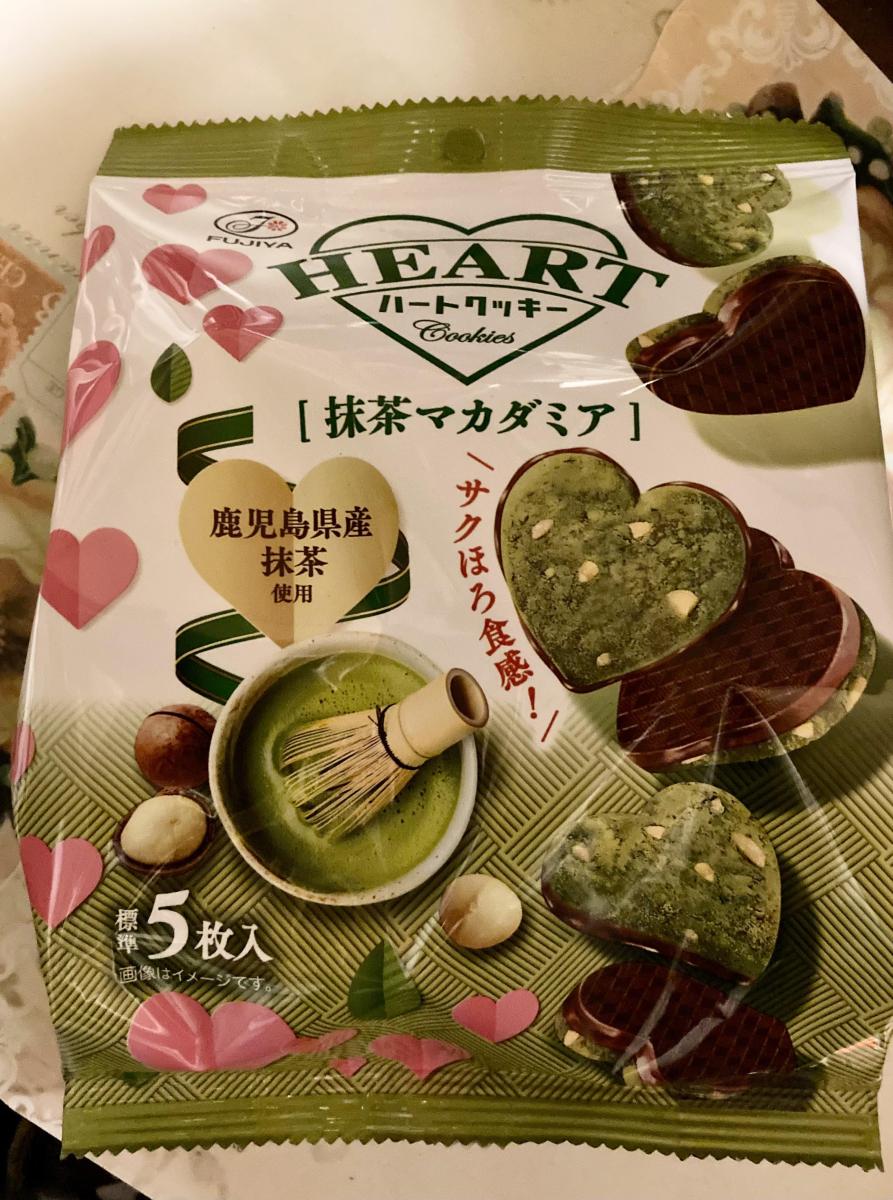 FUJIYA
HEART
ハートクッキー
Cookies
[抹茶マカダミア]
鹿児島県産
抹茶
使用
サクほろ食感!
標準5枚入
画像はイメージです。